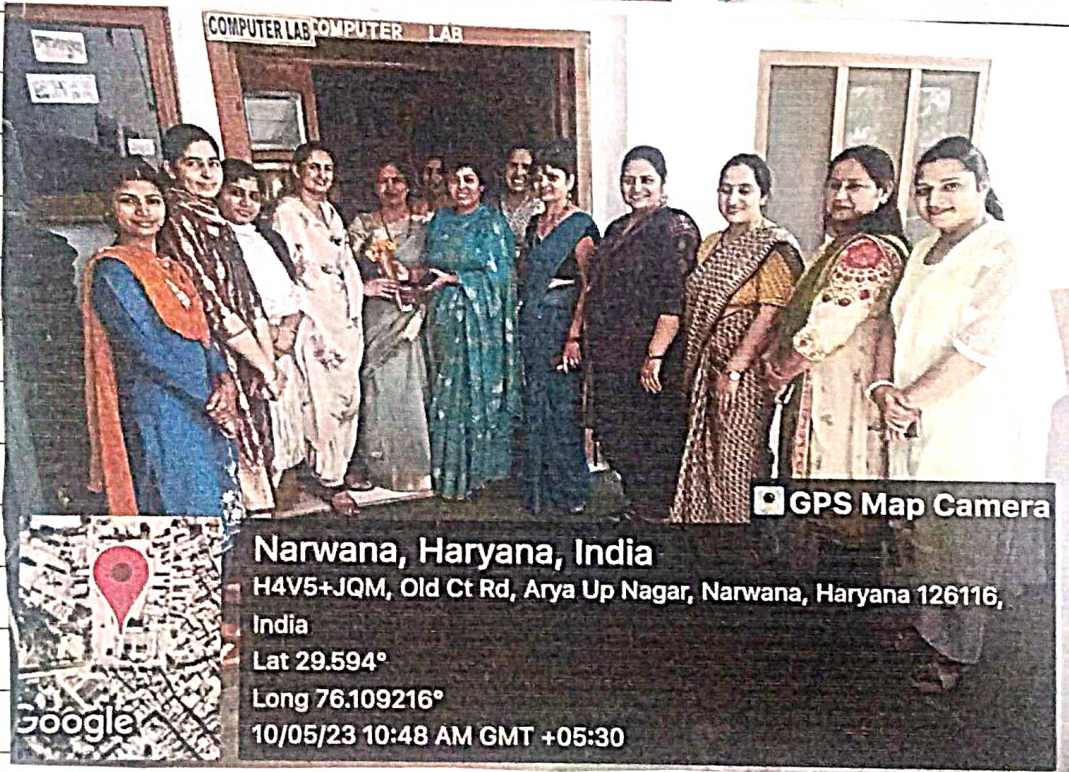 COMPUTER LAB
COMPUTER LAB
GPS Map Camera
Narwana, Haryana, India
H4V5+JQM, Old Ct Rd, Arya Up Nagar, Narwana, Haryana 126116,
India
Lat 29.594°
Long 76.109216°
10/05/23 10:48 AM GMT +05:30
Google